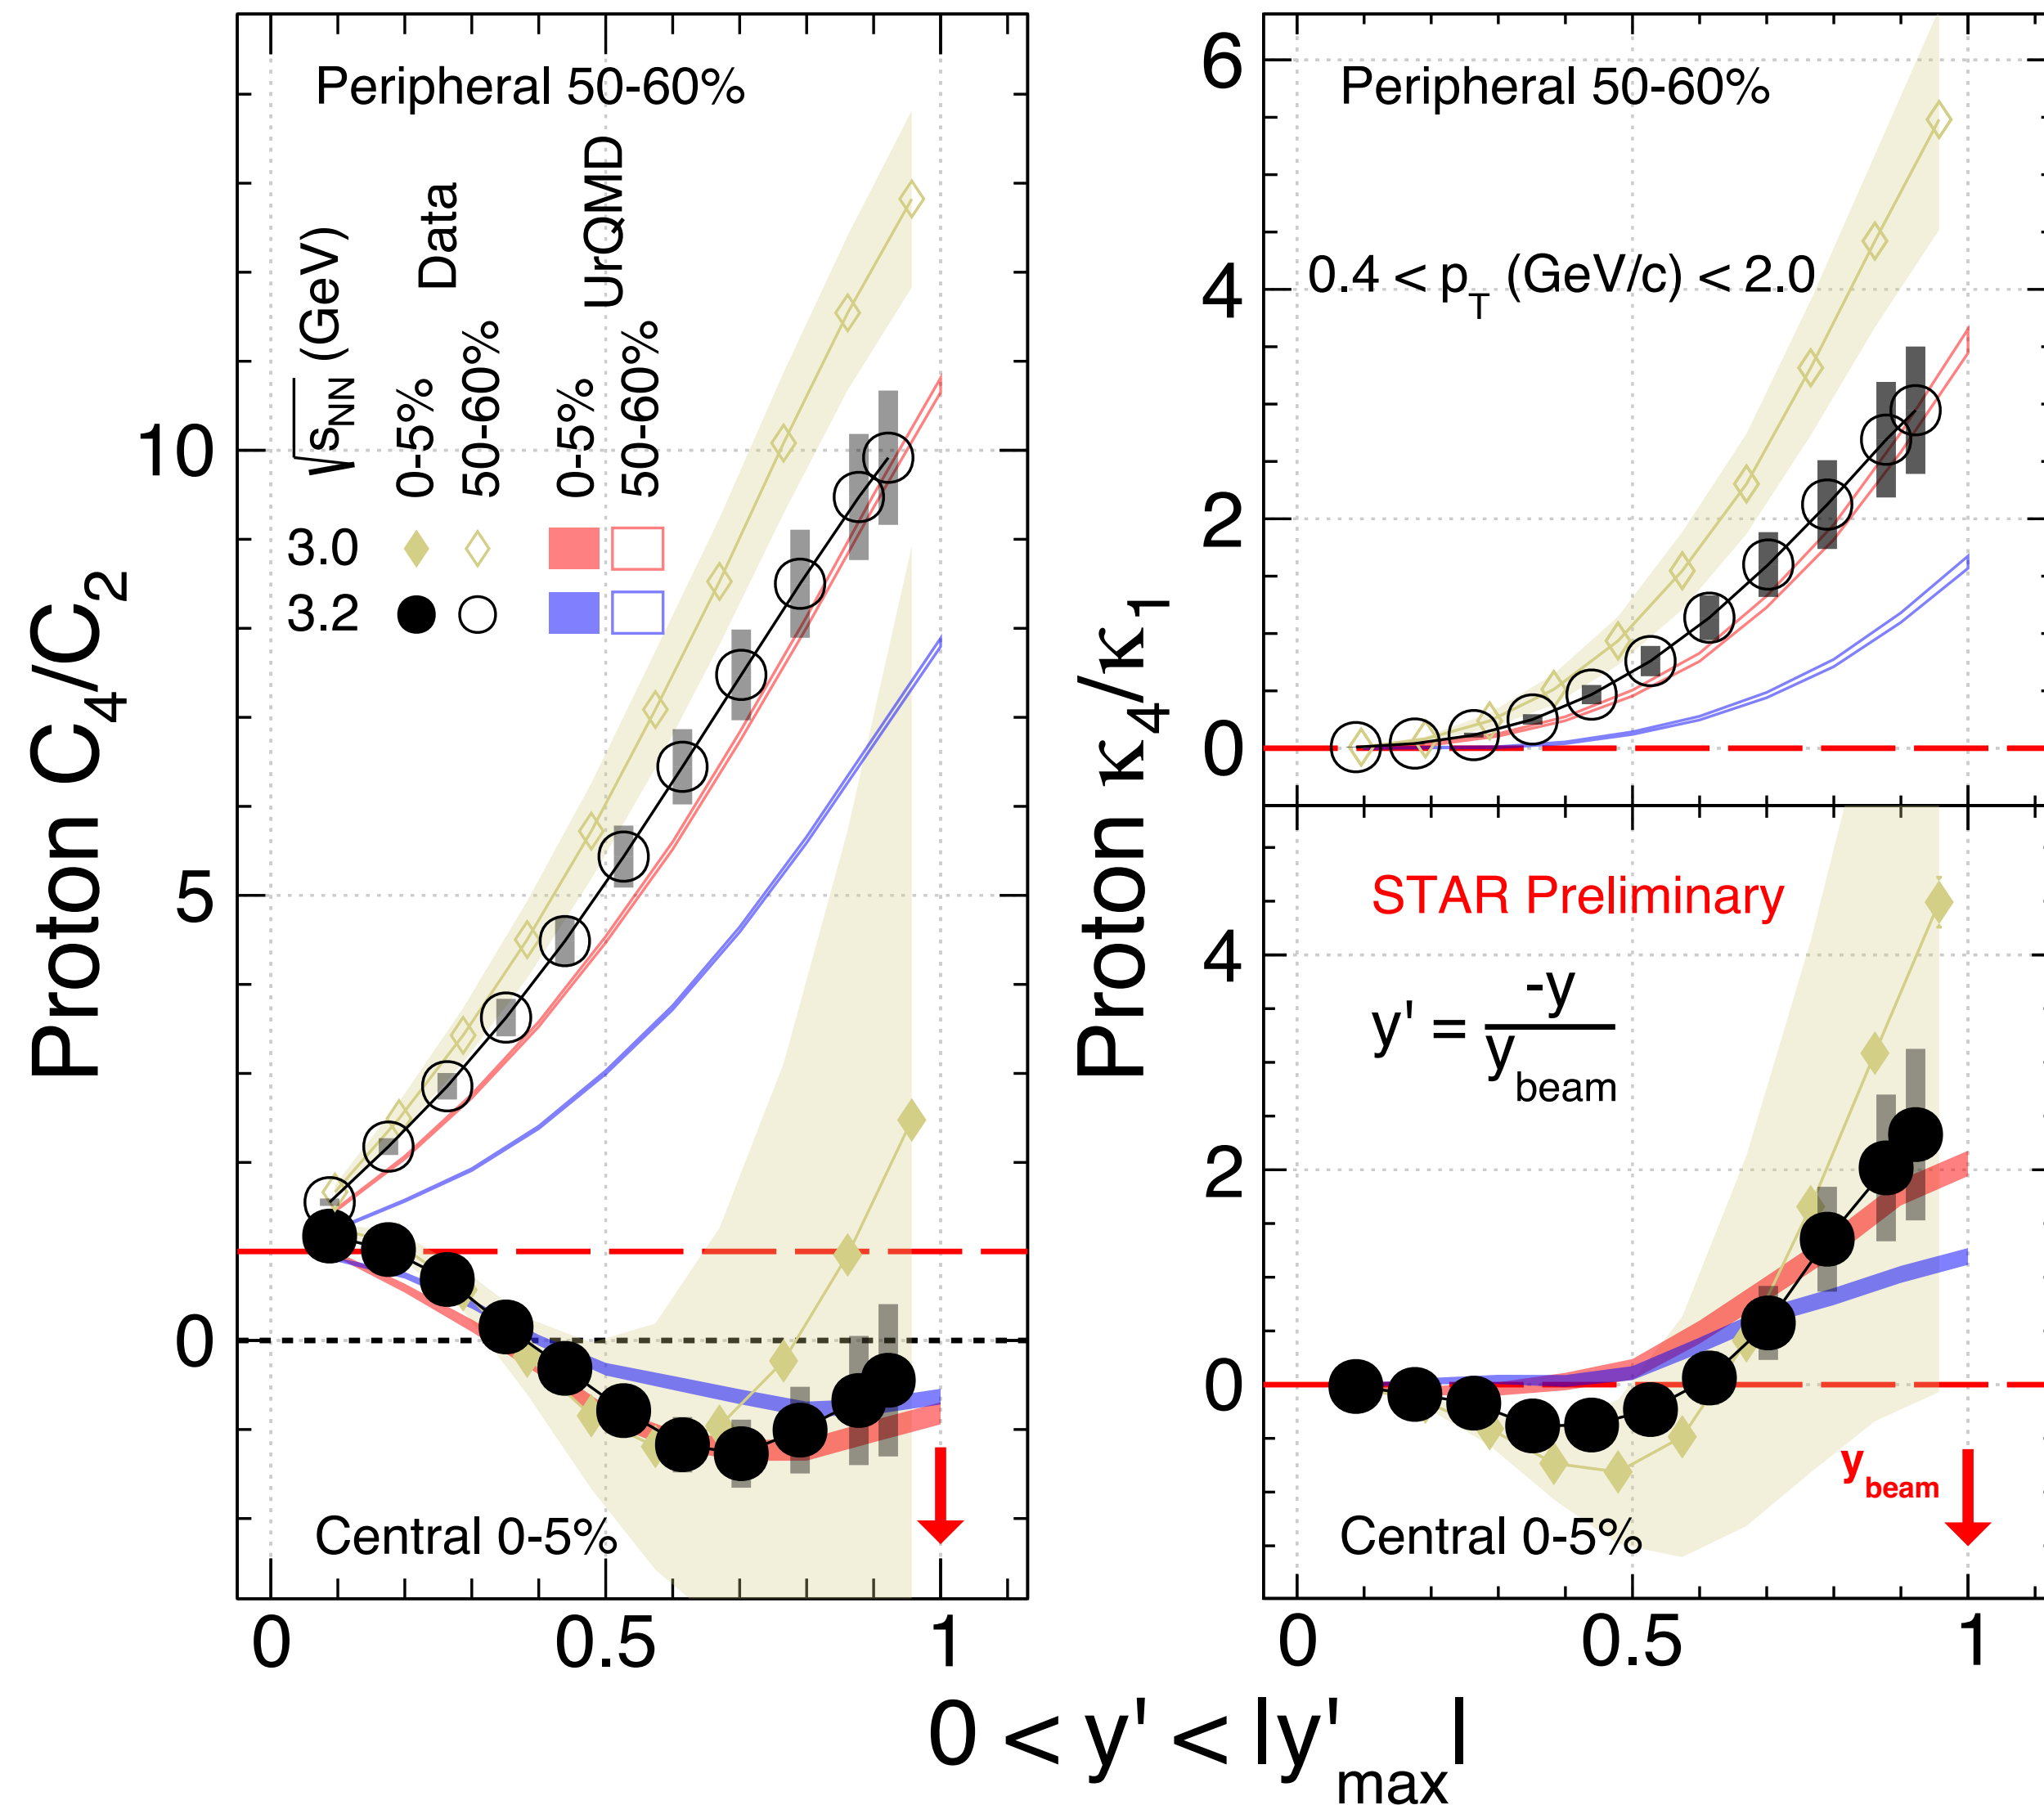 Proton C4/C2
Peripheral 50-60%
√sNN (GeV)
Data
UrQMD
0-5%
50-60%
0-5%
50-60%
3.0
3.2
10
5
0
Central 0-5%
0
0.5
1
Proton κ4/κ1
Peripheral 50-60%
0.4 < pT (GeV/c) < 2.0
6
4
2
0
STAR Preliminary
y' = -y
ybeam
4
2
0
ybeam
Central 0-5%
0
0.5
1
0 < y' < |y'max|